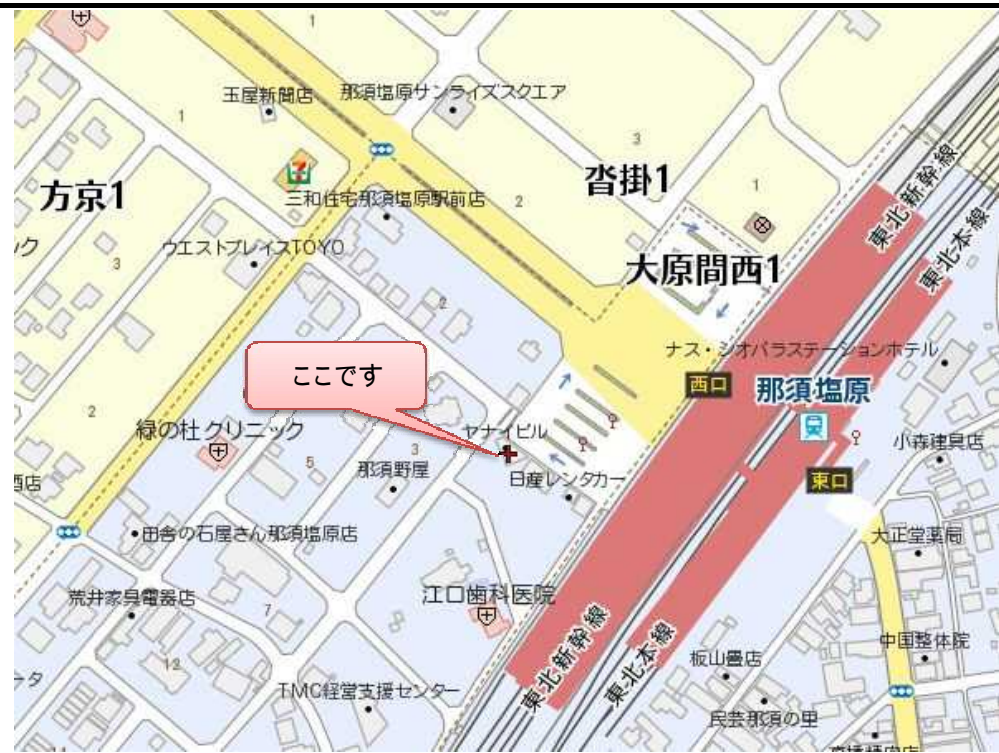 1
玉屋新聞店
那須塩原サンライズスクエア
1
3
方京1
三和住宅那須塩原駅前店
2
沓掛1
1
東北新幹線
東北本線
ック
3
ウエストプレイスTOYO
大原間西1
2
ナス・シオバラステーションホテル
ここです
西口
那須塩原
2
緑の杜クリニック
ヤナイビル
小森建具店
5
3
那須野屋
日産レンタカー
東口
酒店
田舎の石屋さん那須塩原店
大正堂薬局
荒井家具電器店
7
江口歯科医院
12
東北新幹線
東北本線
板山畳店
中国整体院
ータ
TMC経営支援センター
民芸那須の里